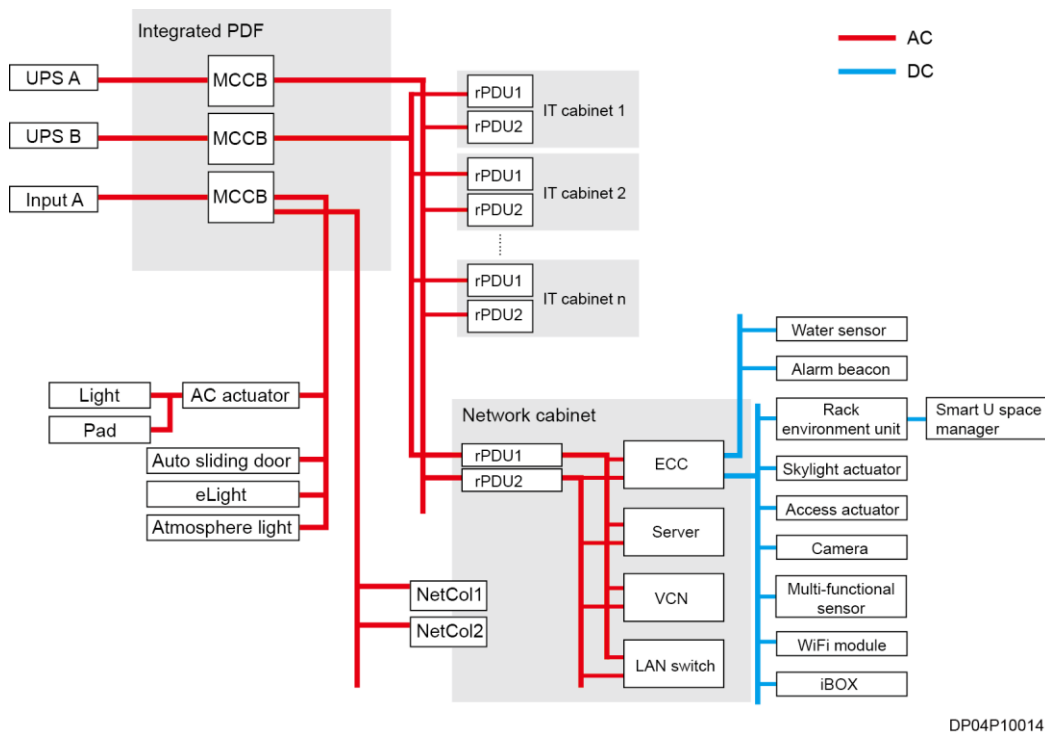 Integrated PDF
AC
DC
UPS A
MCCB
UPS B
MCCB
Input A
MCCB
rPDU1
rPDU2
IT cabinet 1
rPDU1
rPDU2
IT cabinet 2
rPDU1
rPDU2
IT cabinet n
Light
AC actuator
Pad
Auto sliding door
eLight
Atmosphere light
NetCol1
NetCol2
Network cabinet
rPDU1
rPDU2
ECC
Server
VCN
LAN switch
Water sensor
Alarm beacon
Rack
environment unit
Smart U space
manager
Skylight actuator
Access actuator
Camera
Multi-functional
sensor
WiFi module
iBOX
DP04P10014